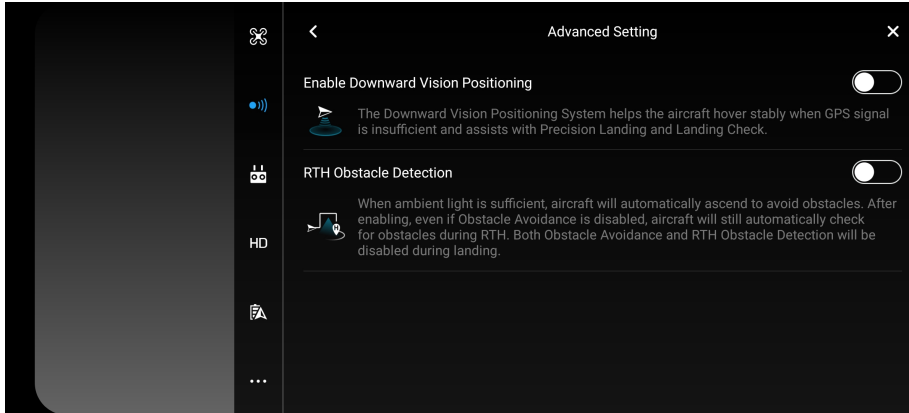 Advanced Setting
Enable Downward Vision Positioning
The Downward Vision Positioning System helps the aircraft hover stably when GPS signal
is insufficient and assists with Precision Landing and Landing Check.
RTH Obstacle Detection
When ambient light is sufficient, aircraft will automatically ascend to avoid obstacles. After
enabling, even if Obstacle Avoidance is disabled, aircraft will still automatically check
for obstacles during RTH. Both Obstacle Avoidance and RTH Obstacle Detection will be
disabled during landing.
HD